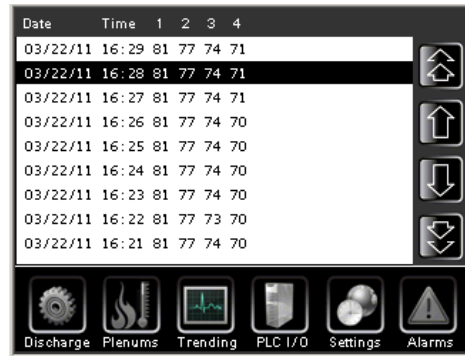 Date Time 1 2 3 4
03/22/11 16:29 81 77 74 71
03/22/11 16:28 81 77 74 71
03/22/11 16:27 81 77 74 71
03/22/11 16:26 81 77 74 70
03/22/11 16:25 81 77 74 70
03/22/11 16:24 81 77 74 70
03/22/11 16:23 81 77 74 70
03/22/11 16:22 81 77 73 70
03/22/11 16:21 81 77 74 70
Discharge Plenums Trending PLC I/O Settings Alarms